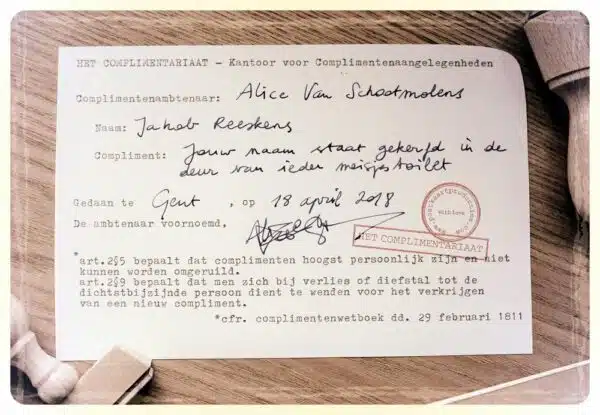 HET COMPLIMENTARIAAT - Kantoor voor Complimentenaangelegenheden
Complimentenambtenaar: Alice Van Schootmolens
Naam: Jakob Reeskens
Compliment: Jouw naam staat gekerfd in de
deur van ieder meisjestoilet
Gedaan te Gent, op 18 april 2018
De ambtenaar voornoemd,
HET COMPLIMENTARIAAT
*
art.2§5 bepaalt dat complimenten hoogst persoonlijk zijn en niet
kunnen worden omgeruild.
art.2§9 bepaalt dat men zich bij verlies of diefstal tot de
dichtstbijzijnde persoon dient te wenden voor het verkrijgen
van een nieuw compliment.
*cfr. complimentenwetboek dd. 29 februari 1811